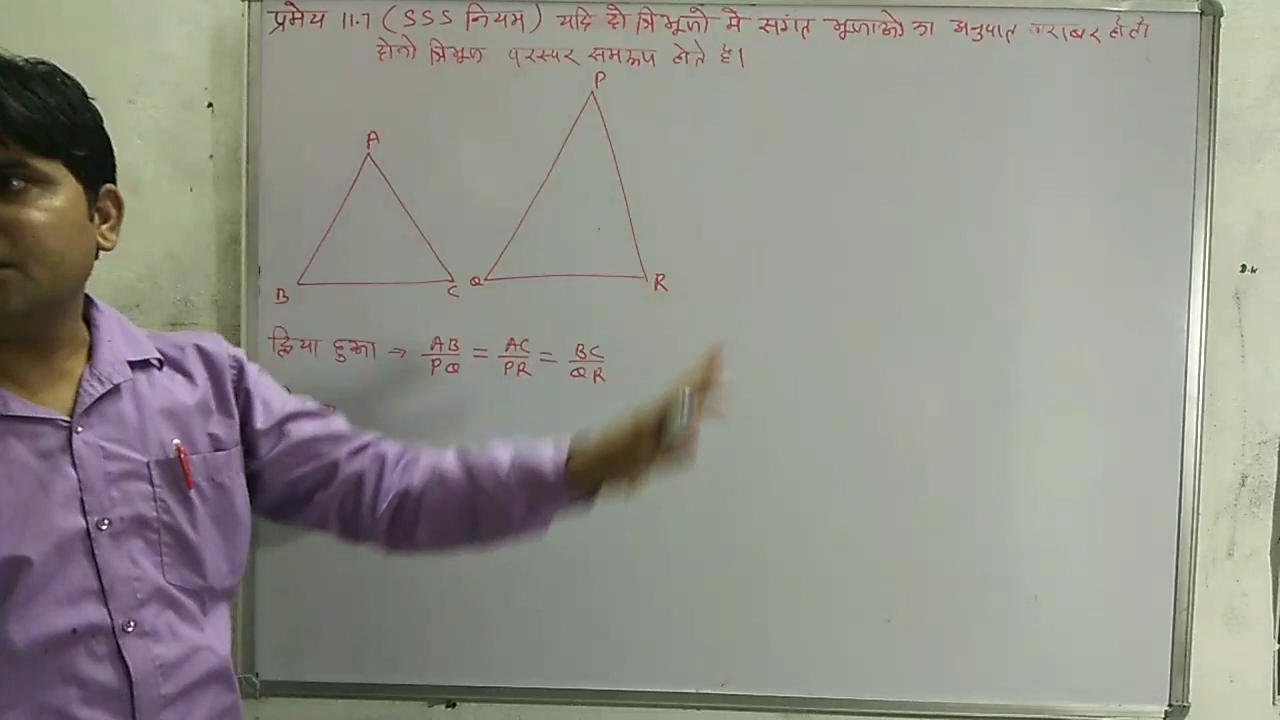 प्रमेय 11.7 (SSS नियम) यदि दो त्रिभूजो मे संगत भूजाओ का अनुपात बराबर हो तो
दोनो त्रिभूज परस्पर समरूप होते है।
P
A
B
C
Q
R
दिया हुआ → AB/PQ = AC/PR = BC/QR